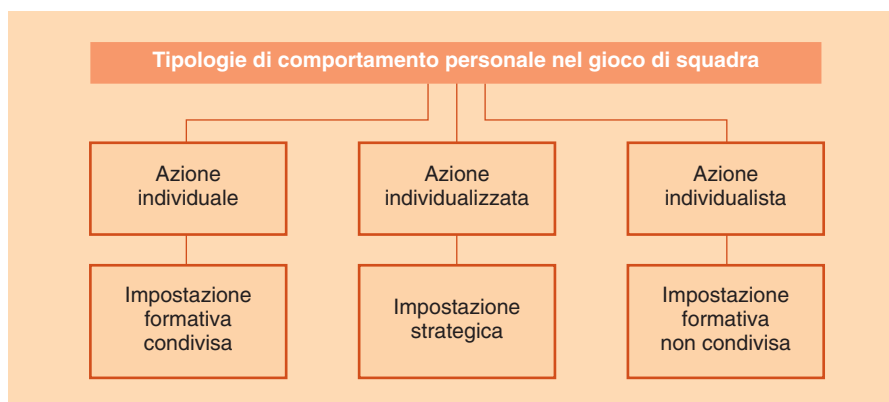 Tipologie di comportamento personale nel gioco di squadra
Azione
individuale
Azione
individualizzata
Azione
individualista
Impostazione
formativa
condivisa
Impostazione
strategica
Impostazione
formativa
non condivisa